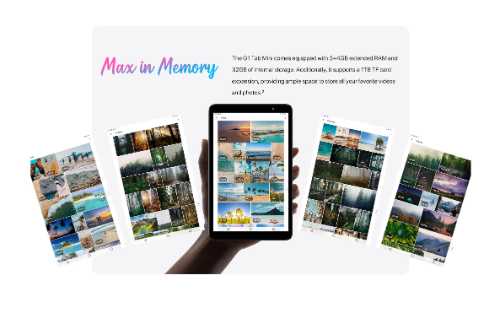 Max in Memory
The G1 Tab Mini comes equipped with 3+4GB extended RAM and
32GB of internal storage. Additionally, it supports a 1TB TF card
expansion, providing ample space to store all your favorite videos
and photos.